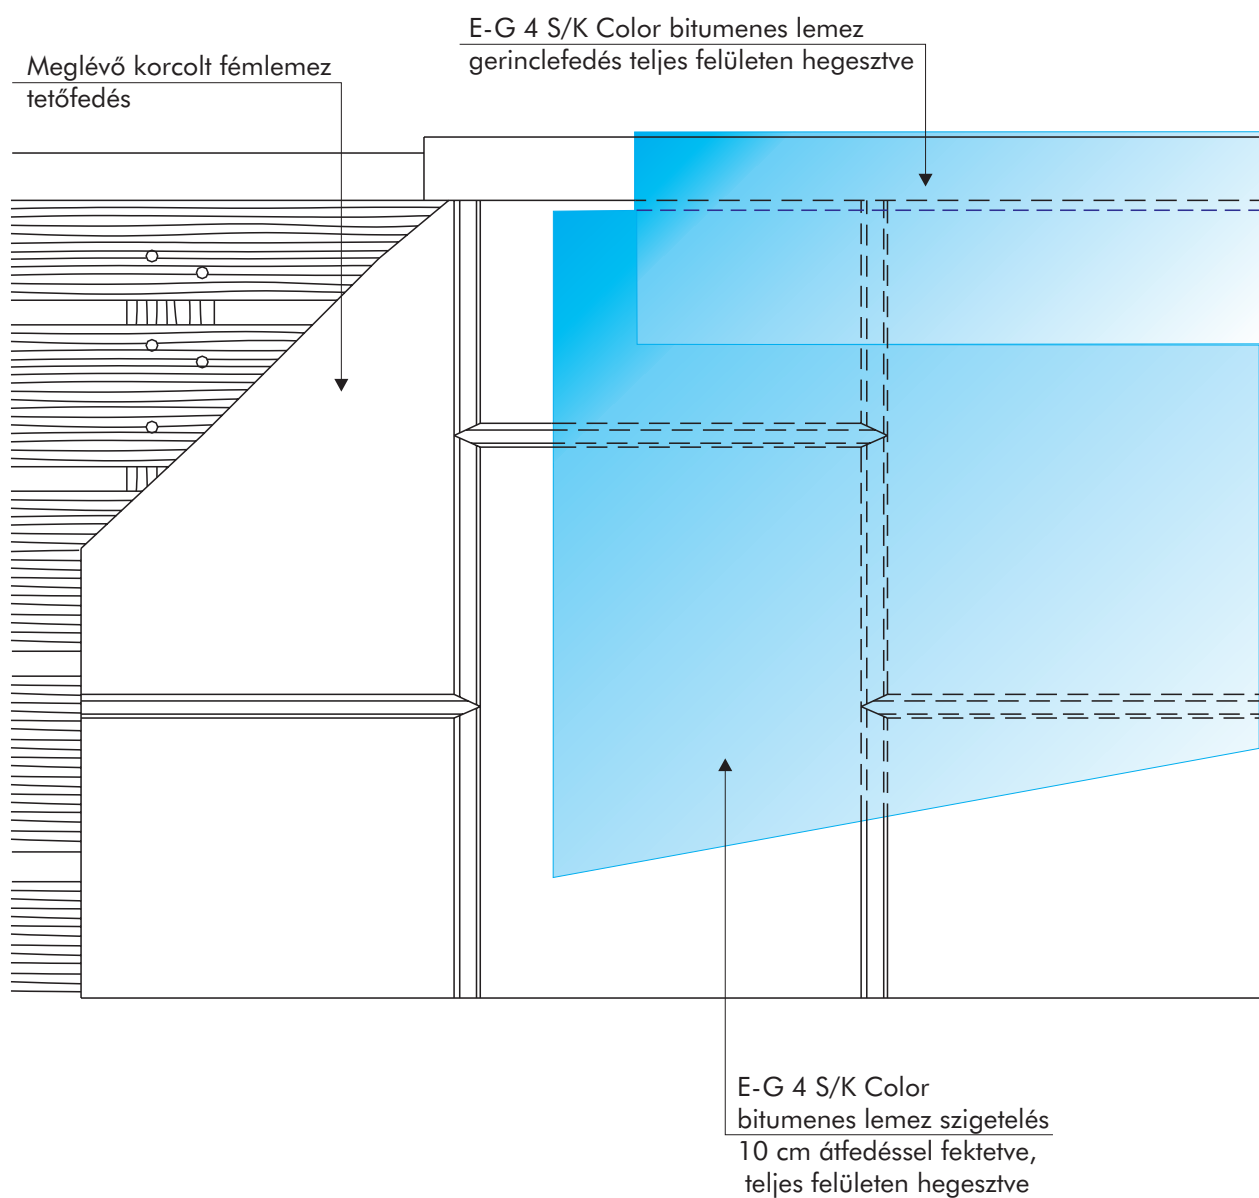 E-G 4 S/K Color bitumenes lemez
gerinclefedés teljes felületen hegesztve
Meglévő korcolt fémlemez
tetőfedés
E-G 4 S/K Color
bitumenes lemez szigetelés
10 cm átfedéssel fektetve,
teljes felületen hegesztve